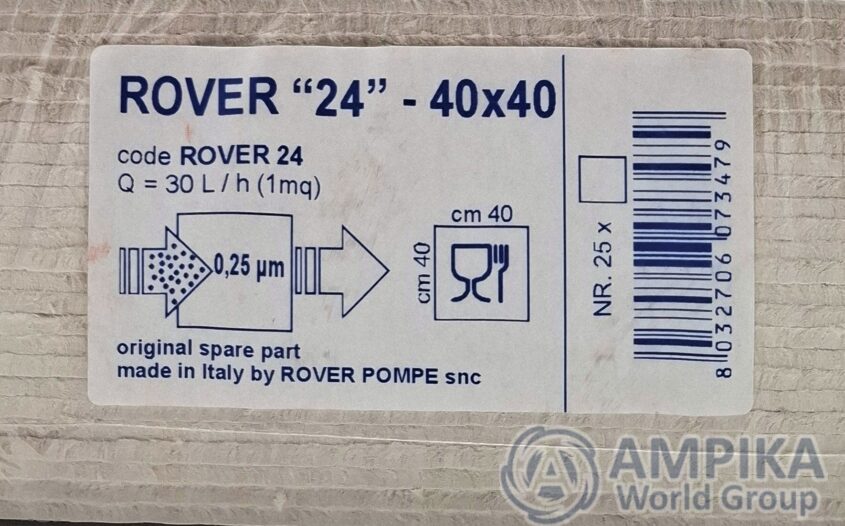 ROVER “24” - 40x40
code ROVER 24
Q = 30 L / h (1mq)
0,25 µm
cm 40
cm 40
original spare part
made in Italy by ROVER POMPE snc
NR. 25 x
8 032706 073479
AMPIKA
World Group